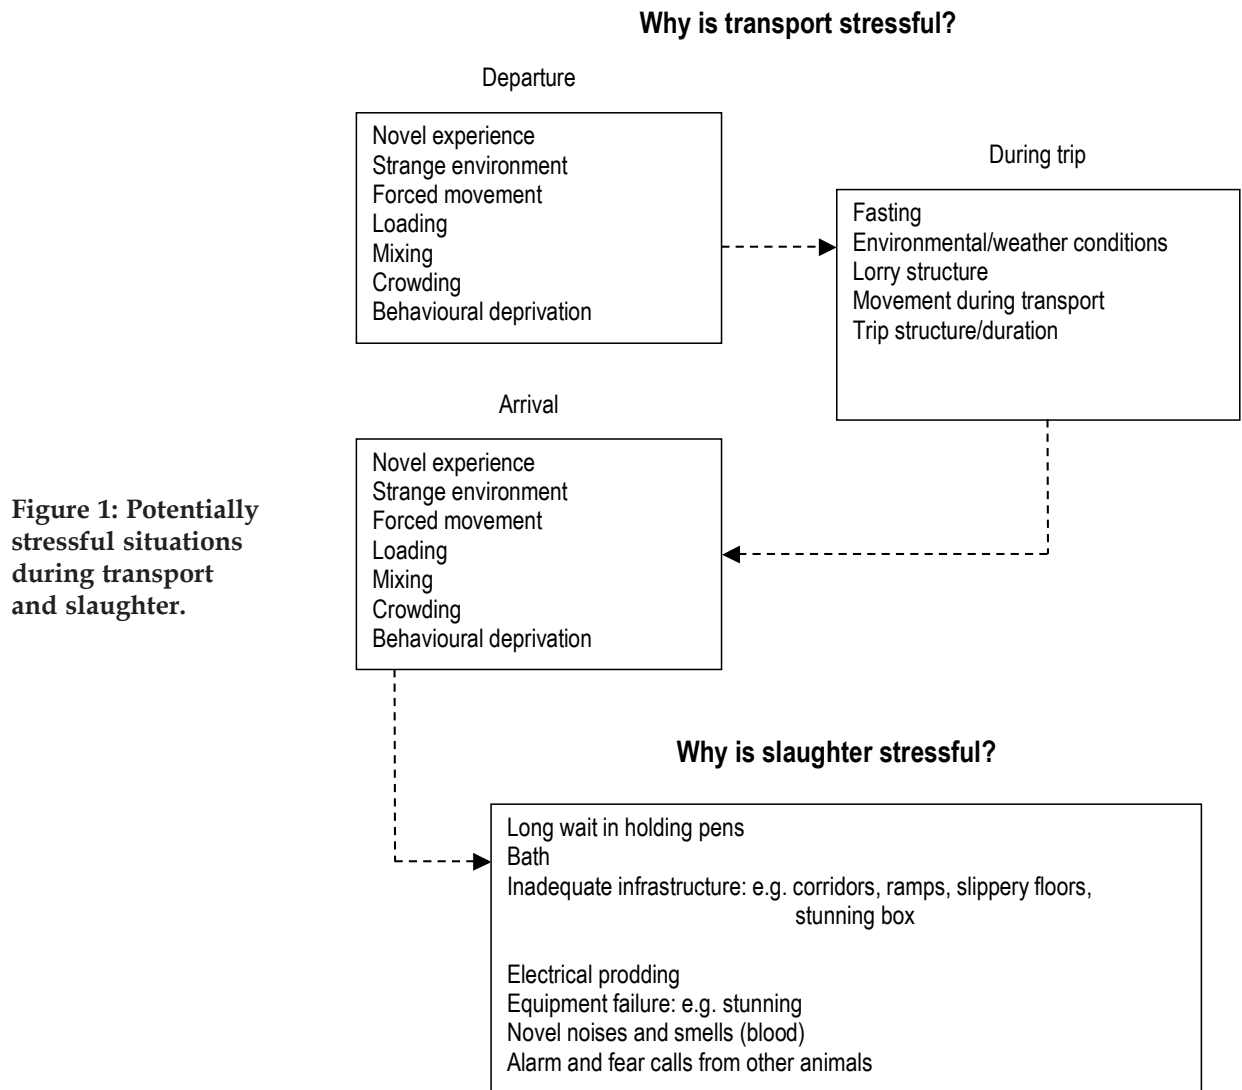 Why is transport stressful?
Departure
Novel experience
Strange environment
Forced movement
Loading
Mixing
Crowding
Behavioural deprivation
During trip
Fasting
Environmental/weather conditions
Lorry structure
Movement during transport
Trip structure/duration
Arrival
Novel experience
Strange environment
Forced movement
Loading
Mixing
Crowding
Behavioural deprivation
Figure 1: Potentially
stressful situations
during transport
and slaughter.
Why is slaughter stressful?
Long wait in holding pens
Bath
Inadequate infrastructure: e.g. corridors, ramps, slippery floors,
stunning box
Electrical prodding
Equipment failure: e.g. stunning
Novel noises and smells (blood)
Alarm and fear calls from other animals